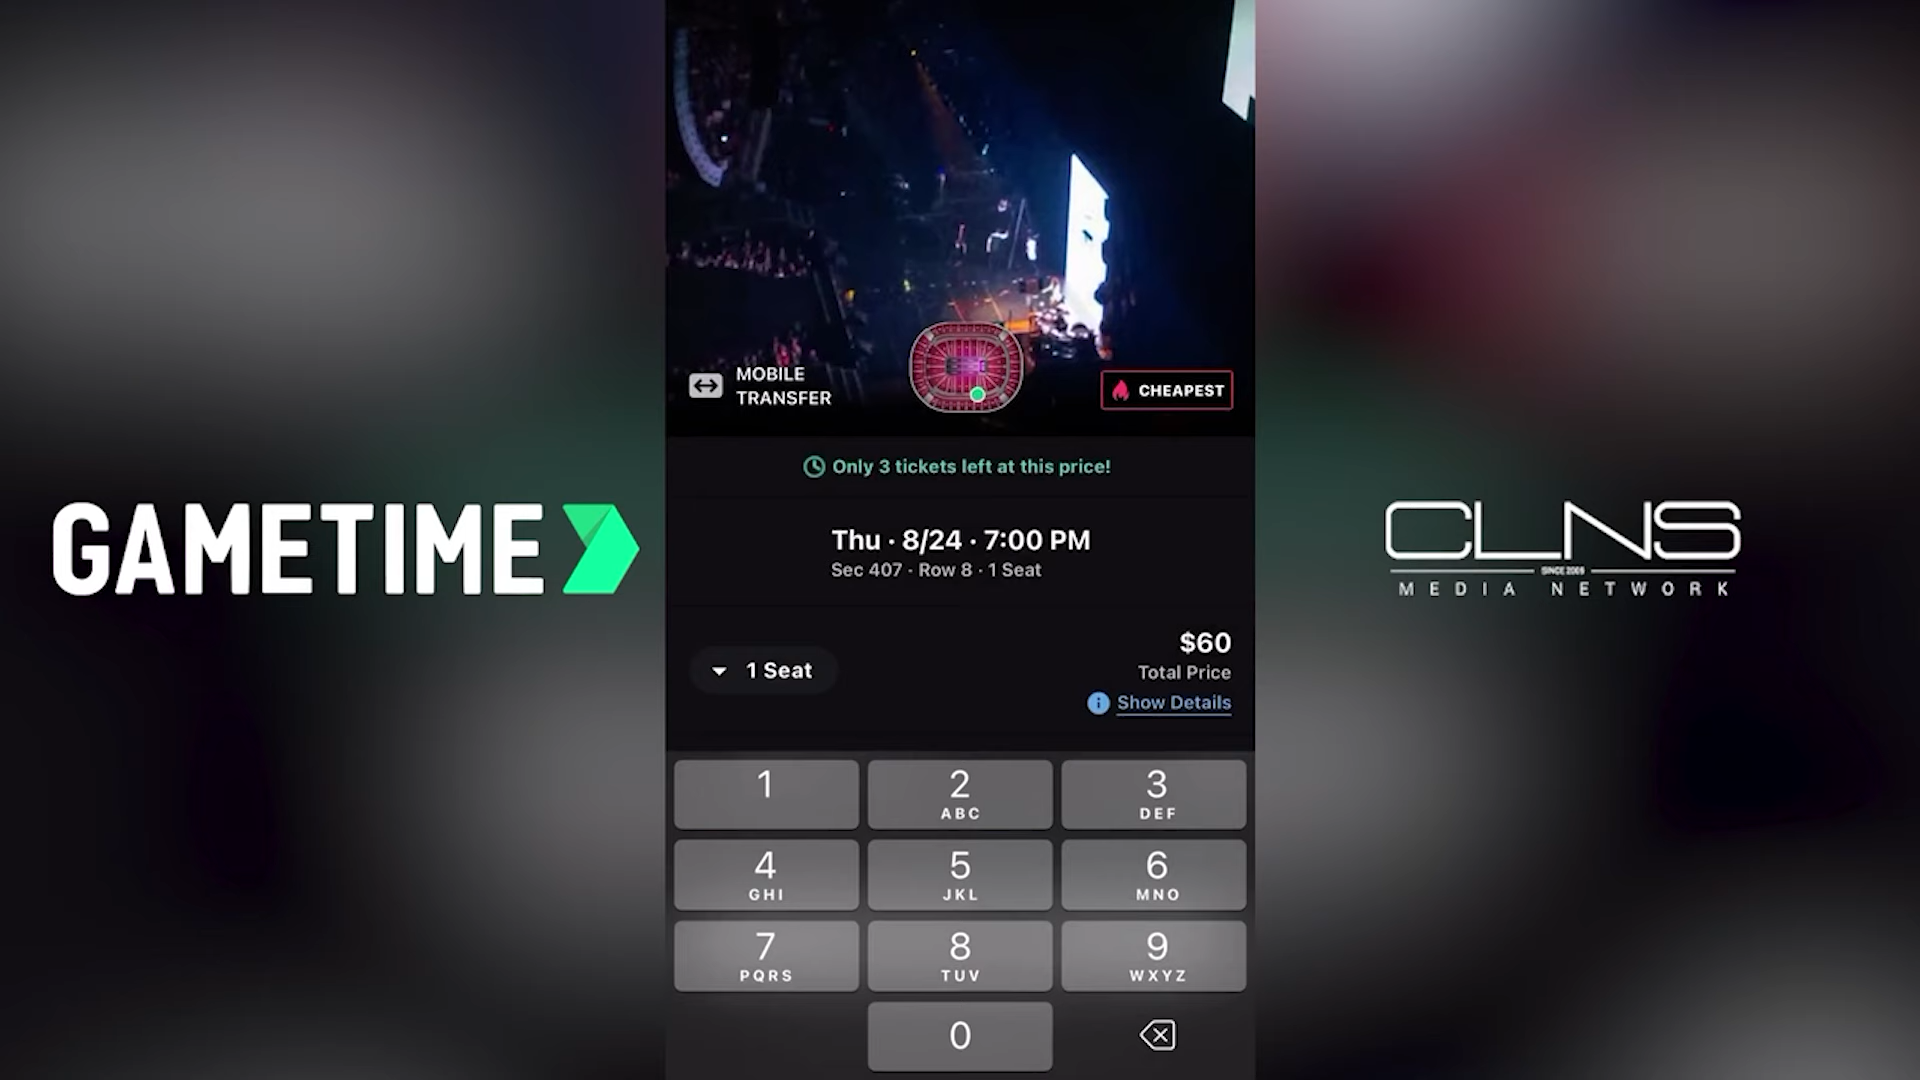 MOBILE
TRANSFER
CHEAPEST
Only 3 tickets left at this price!
GAMETIME
CLNS
SINCE 2005
MEDIA NETWORK
Thu · 8/24 · 7:00 PM
Sec 407 · Row 8 · 1 Seat
1 Seat
$60
Total Price
Show Details
1
2
ABC
3
DEF
4
GHI
5
JKL
6
MNO
7
PQRS
8
TUV
9
WXYZ
0